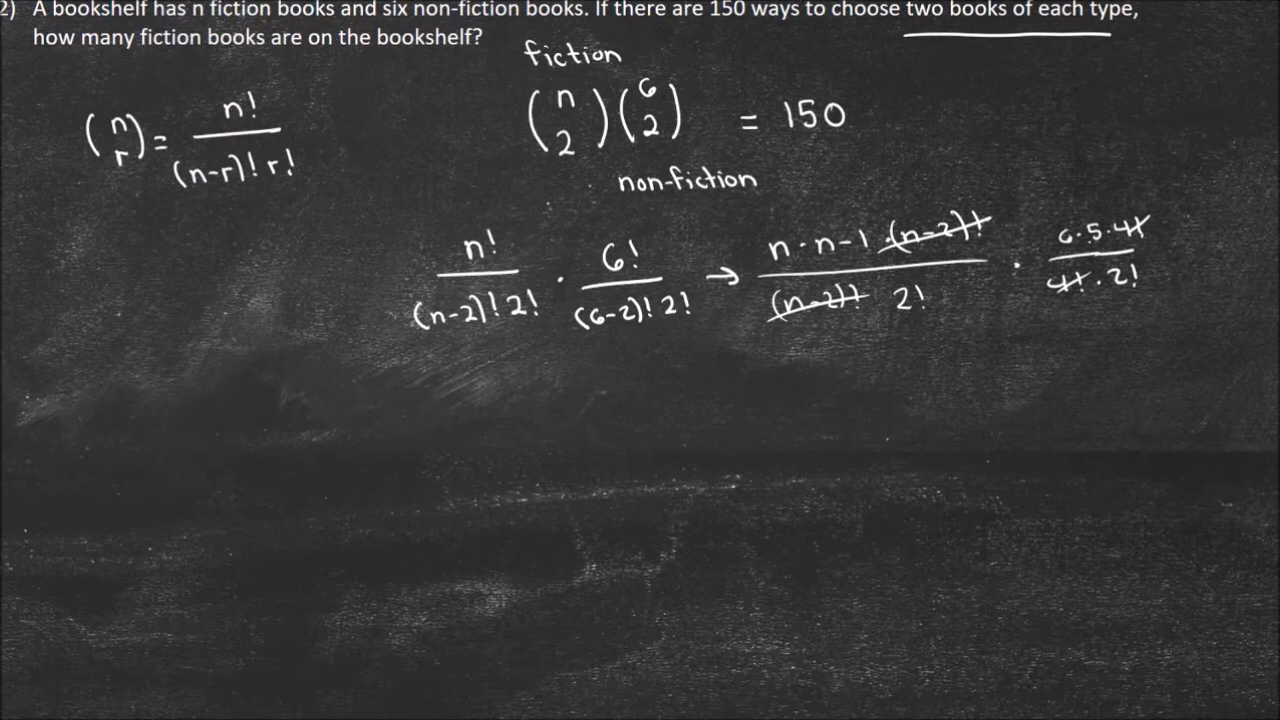 2) A bookshelf has n fiction books and six non-fiction books. If there are 150 ways to choose two books of each type,
how many fiction books are on the bookshelf?
fiction
(n r) = n! / (n-r)! r!
(n 2)(6 2) = 150
non-fiction
n! / (n-2)! 2! · 6! / (6-2)! 2! → n · n-1 · (n-2)! / (n-2)! 2! · 6·5·4! / 4! · 2!